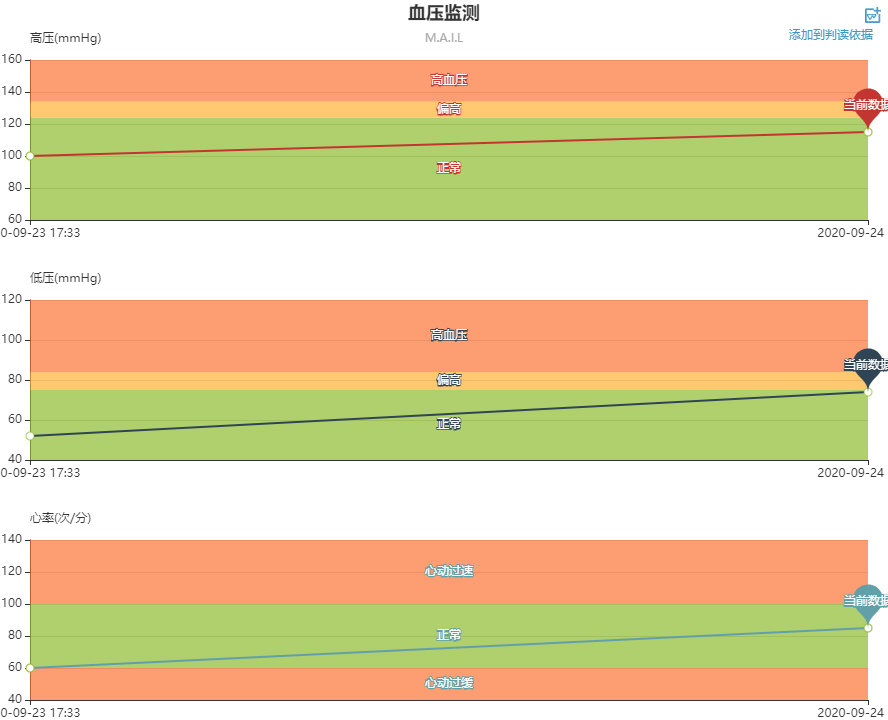 血压监测
M.A.I.L
添加到判读依据
高压(mmHg)
160
140
120
100
80
60
高血压
偏高
正常
当前数据
0-09-23 17:33
2020-09-24
低压(mmHg)
120
100
80
60
40
高血压
偏高
正常
当前数据
0-09-23 17:33
2020-09-24
心率(次/分)
140
120
100
80
60
40
心动过速
正常
心动过缓
当前数据
0-09-23 17:33
2020-09-24